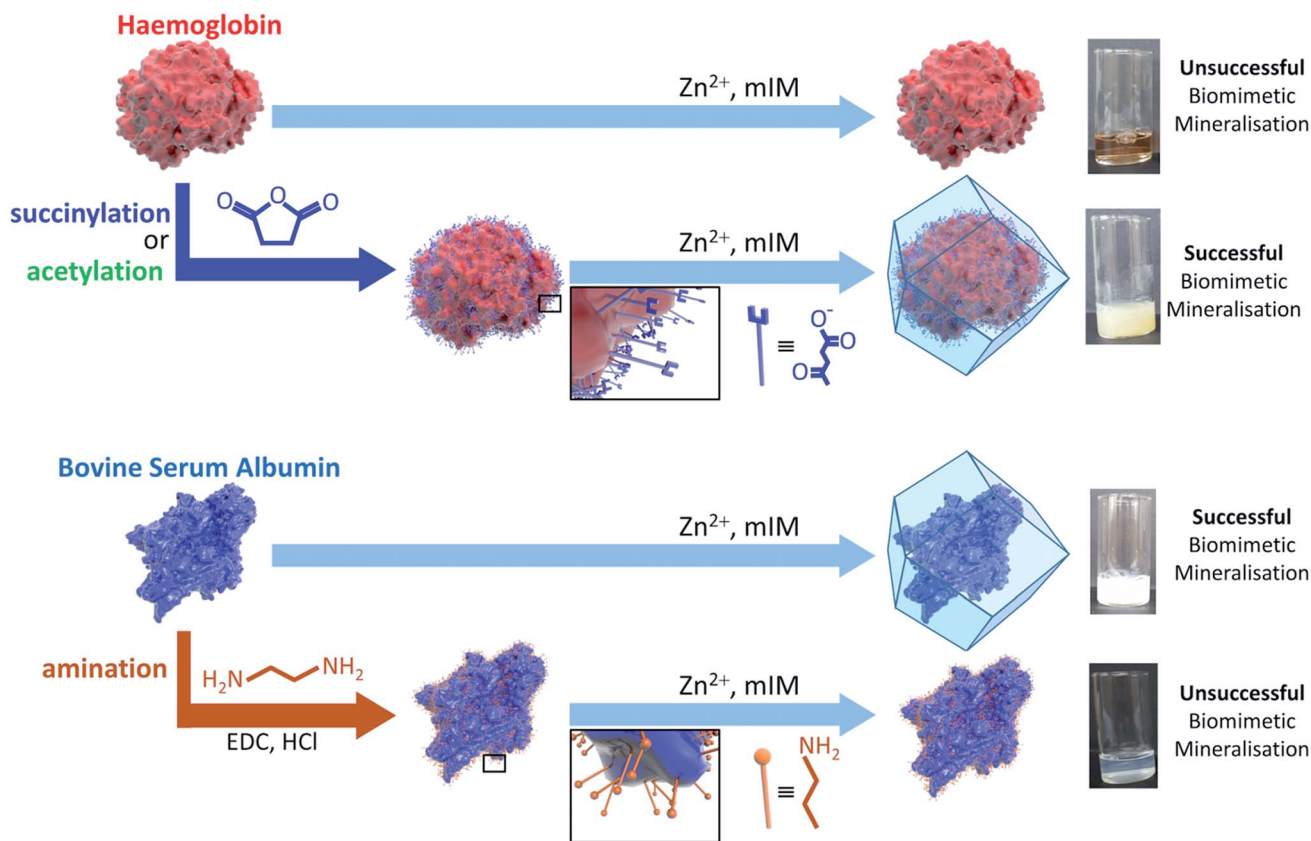 Haemoglobin
Zn²⁺, mIM
Unsuccessful
Biomimetic
Mineralisation
succinylation
or
acetylation
O O O
Zn²⁺, mIM
≡
O⁻
O
O
Successful
Biomimetic
Mineralisation
Bovine Serum Albumin
Zn²⁺, mIM
Successful
Biomimetic
Mineralisation
amination
H₂N NH₂
EDC, HCl
Zn²⁺, mIM
≡
NH₂
Unsuccessful
Biomimetic
Mineralisation